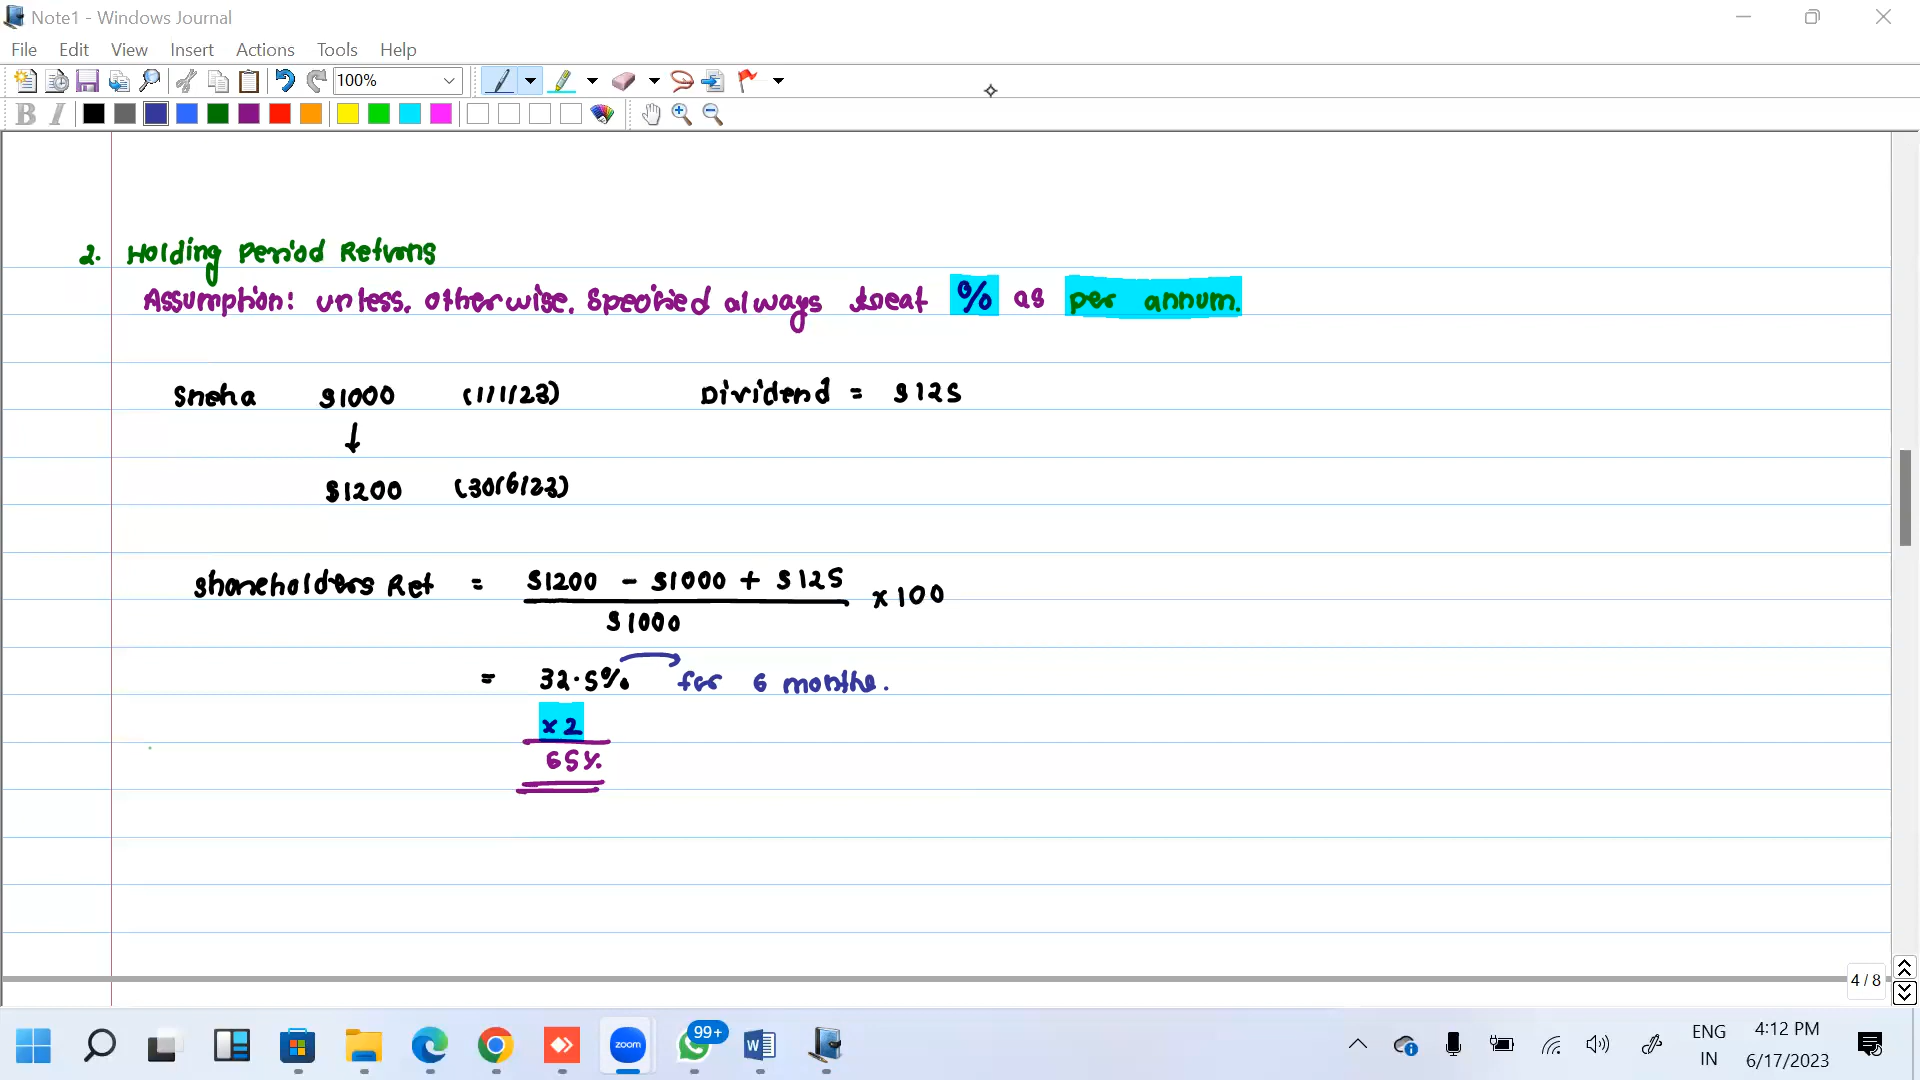 Note1 - Windows Journal
File Edit View Insert Actions Tools Help
100%
B I
2. Holding Period Returns
Assumption: unless, otherwise, specified always treat % as per annum.
Sneha $1000 (1/1/23) Dividend = $125
↓
$1200 (30/6/23)
Shareholders Ret = $1200 - $1000 + $125 x 100
$1000
= 32.5% for 6 months.
x 2
65%
4 / 8
zoom
99+
ENG
IN
4:12 PM
6/17/2023